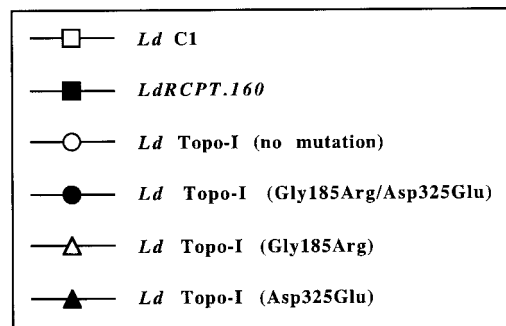 Ld C1
LdRCPT.160
Ld Topo-I (no mutation)
Ld Topo-I (Gly185Arg/Asp325Glu)
Ld Topo-I (Gly185Arg)
Ld Topo-I (Asp325Glu)